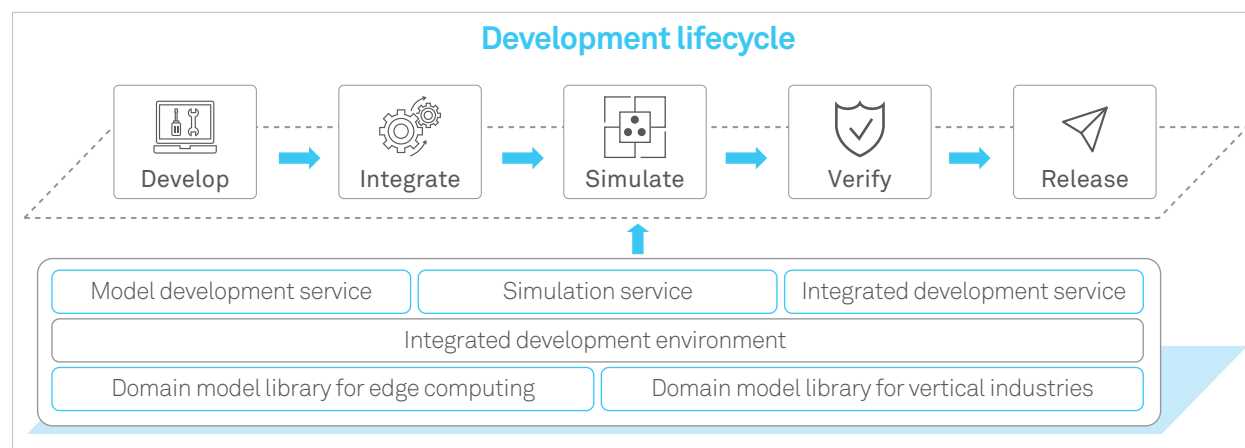 Development lifecycle
Develop
Integrate
Simulate
Verify
Release
Model development service
Simulation service
Integrated development service
Integrated development environment
Domain model library for edge computing
Domain model library for vertical industries